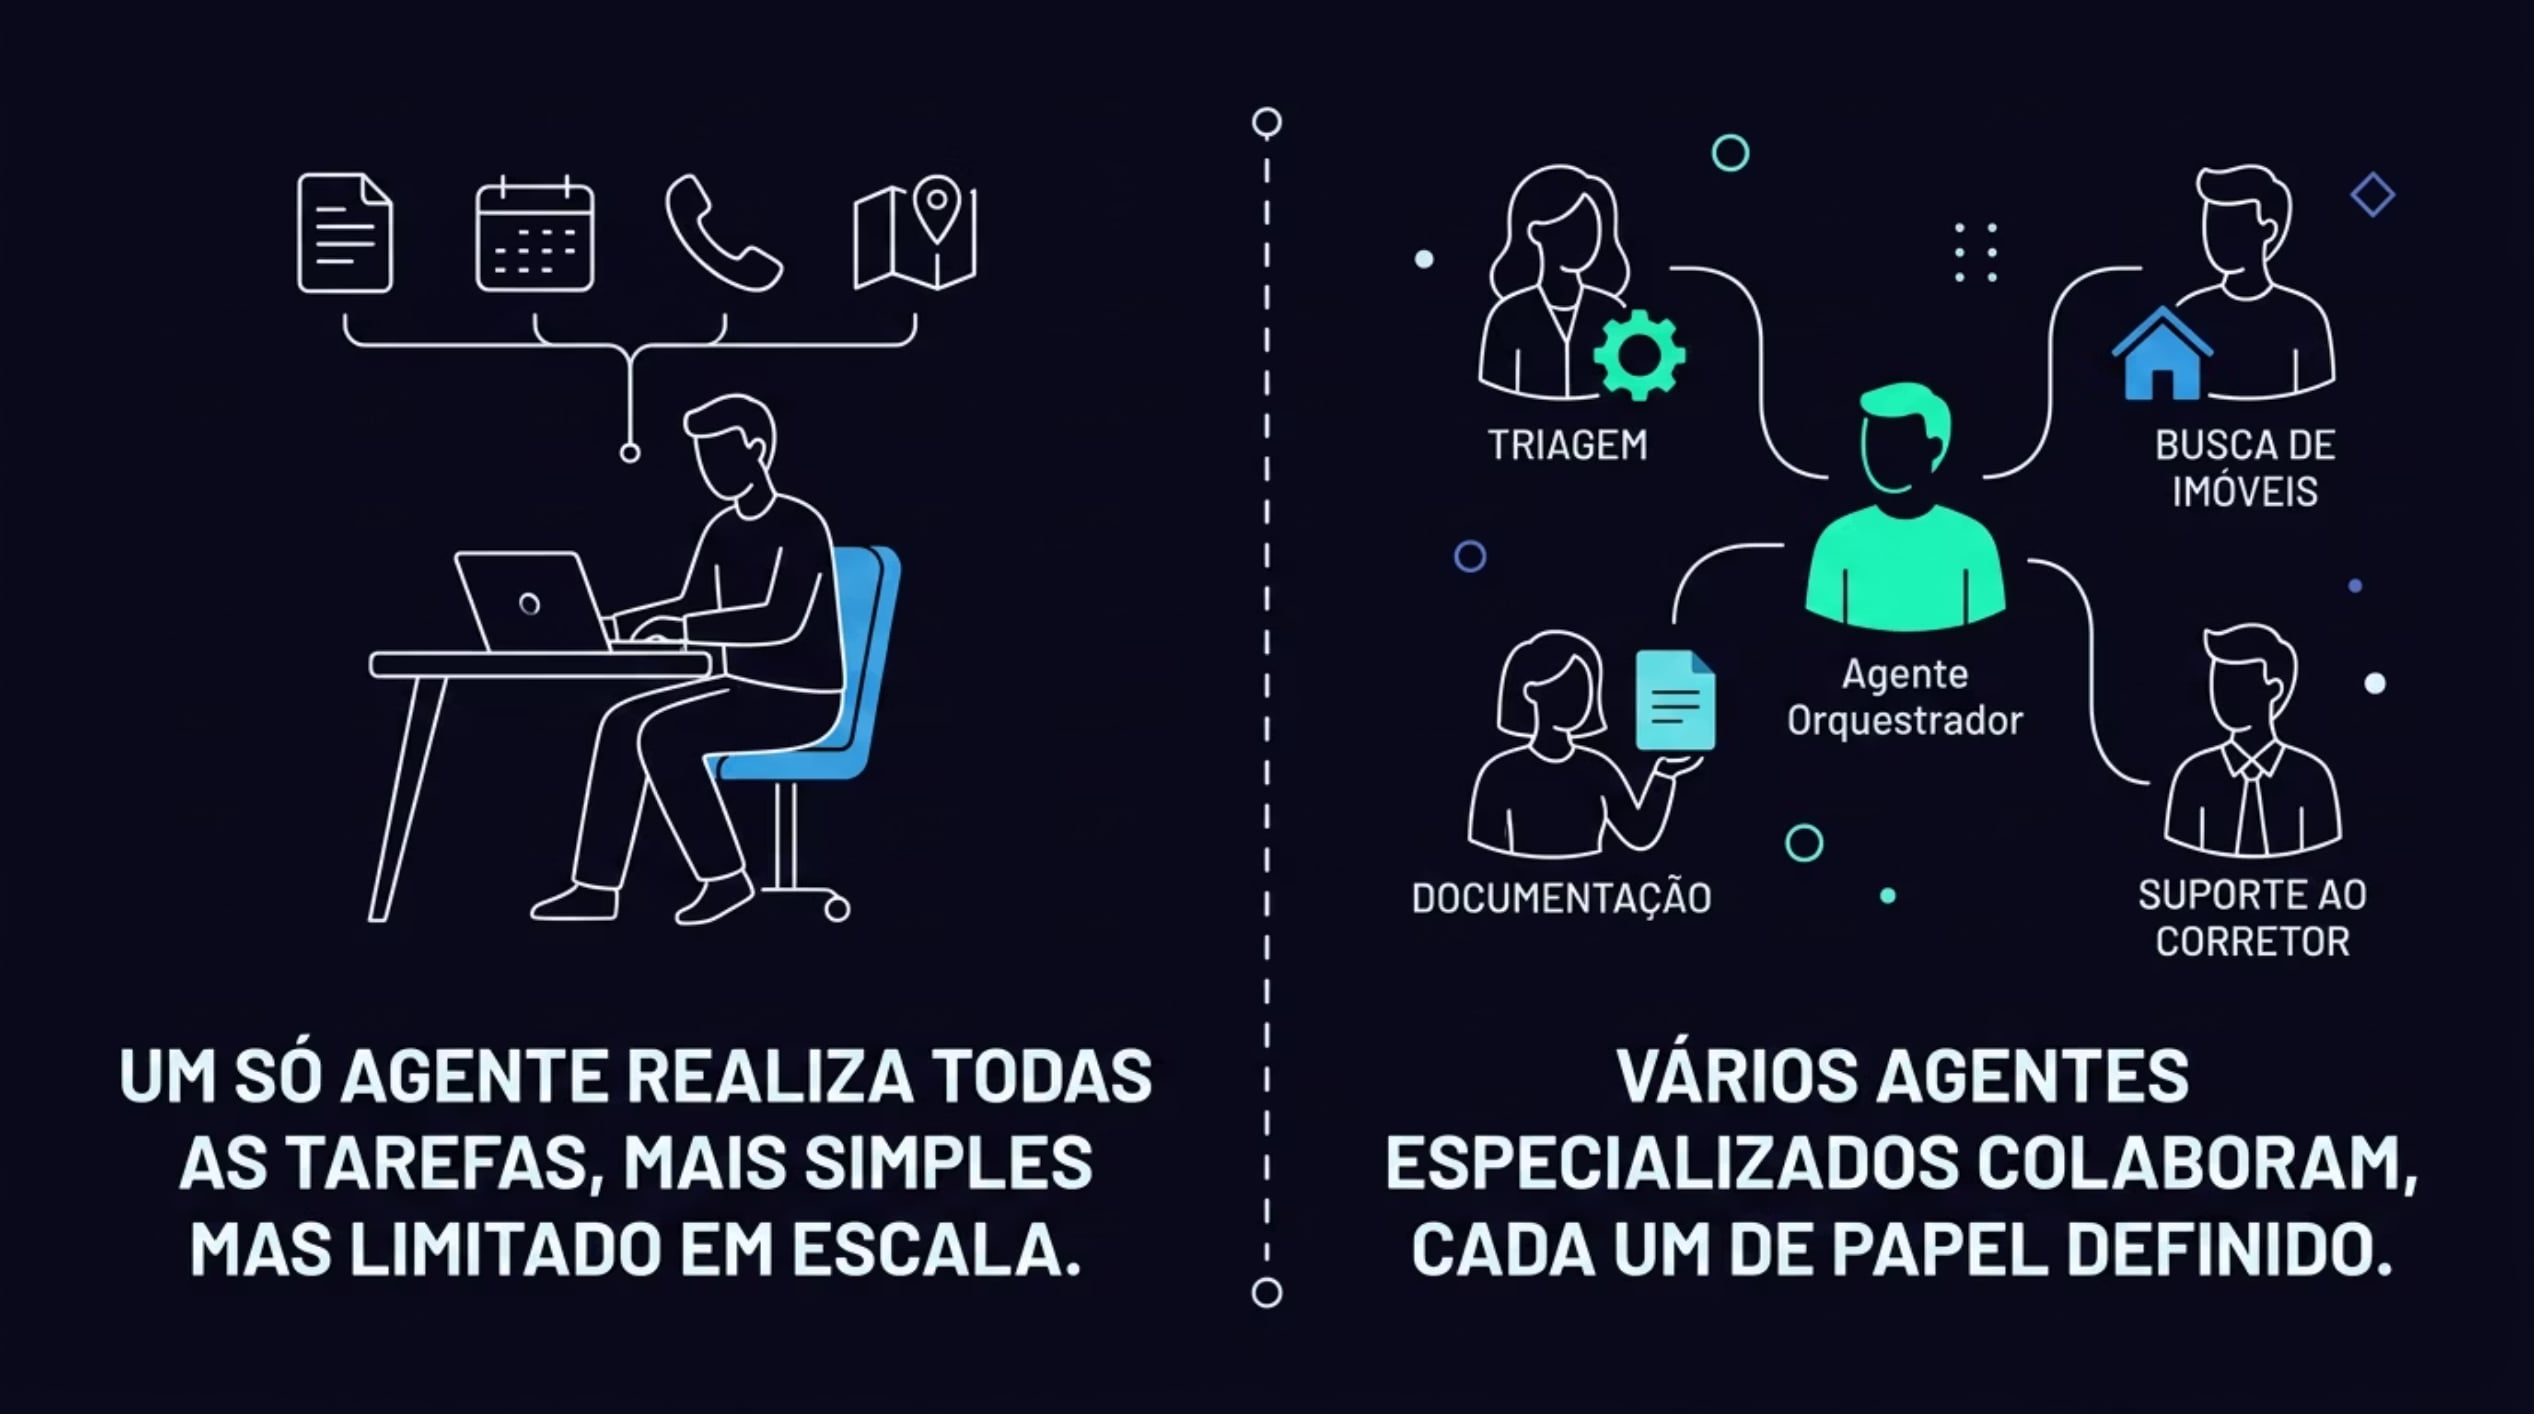 UM SÓ AGENTE REALIZA TODAS
AS TAREFAS, MAIS SIMPLES
MAS LIMITADO EM ESCALA.
TRIAGEM
BUSCA DE
IMÓVEIS
Agente
Orquestrador
DOCUMENTAÇÃO
SUPORTE AO
CORRETOR
VÁRIOS AGENTES
ESPECIALIZADOS COLABORAM,
CADA UM DE PAPEL DEFINIDO.